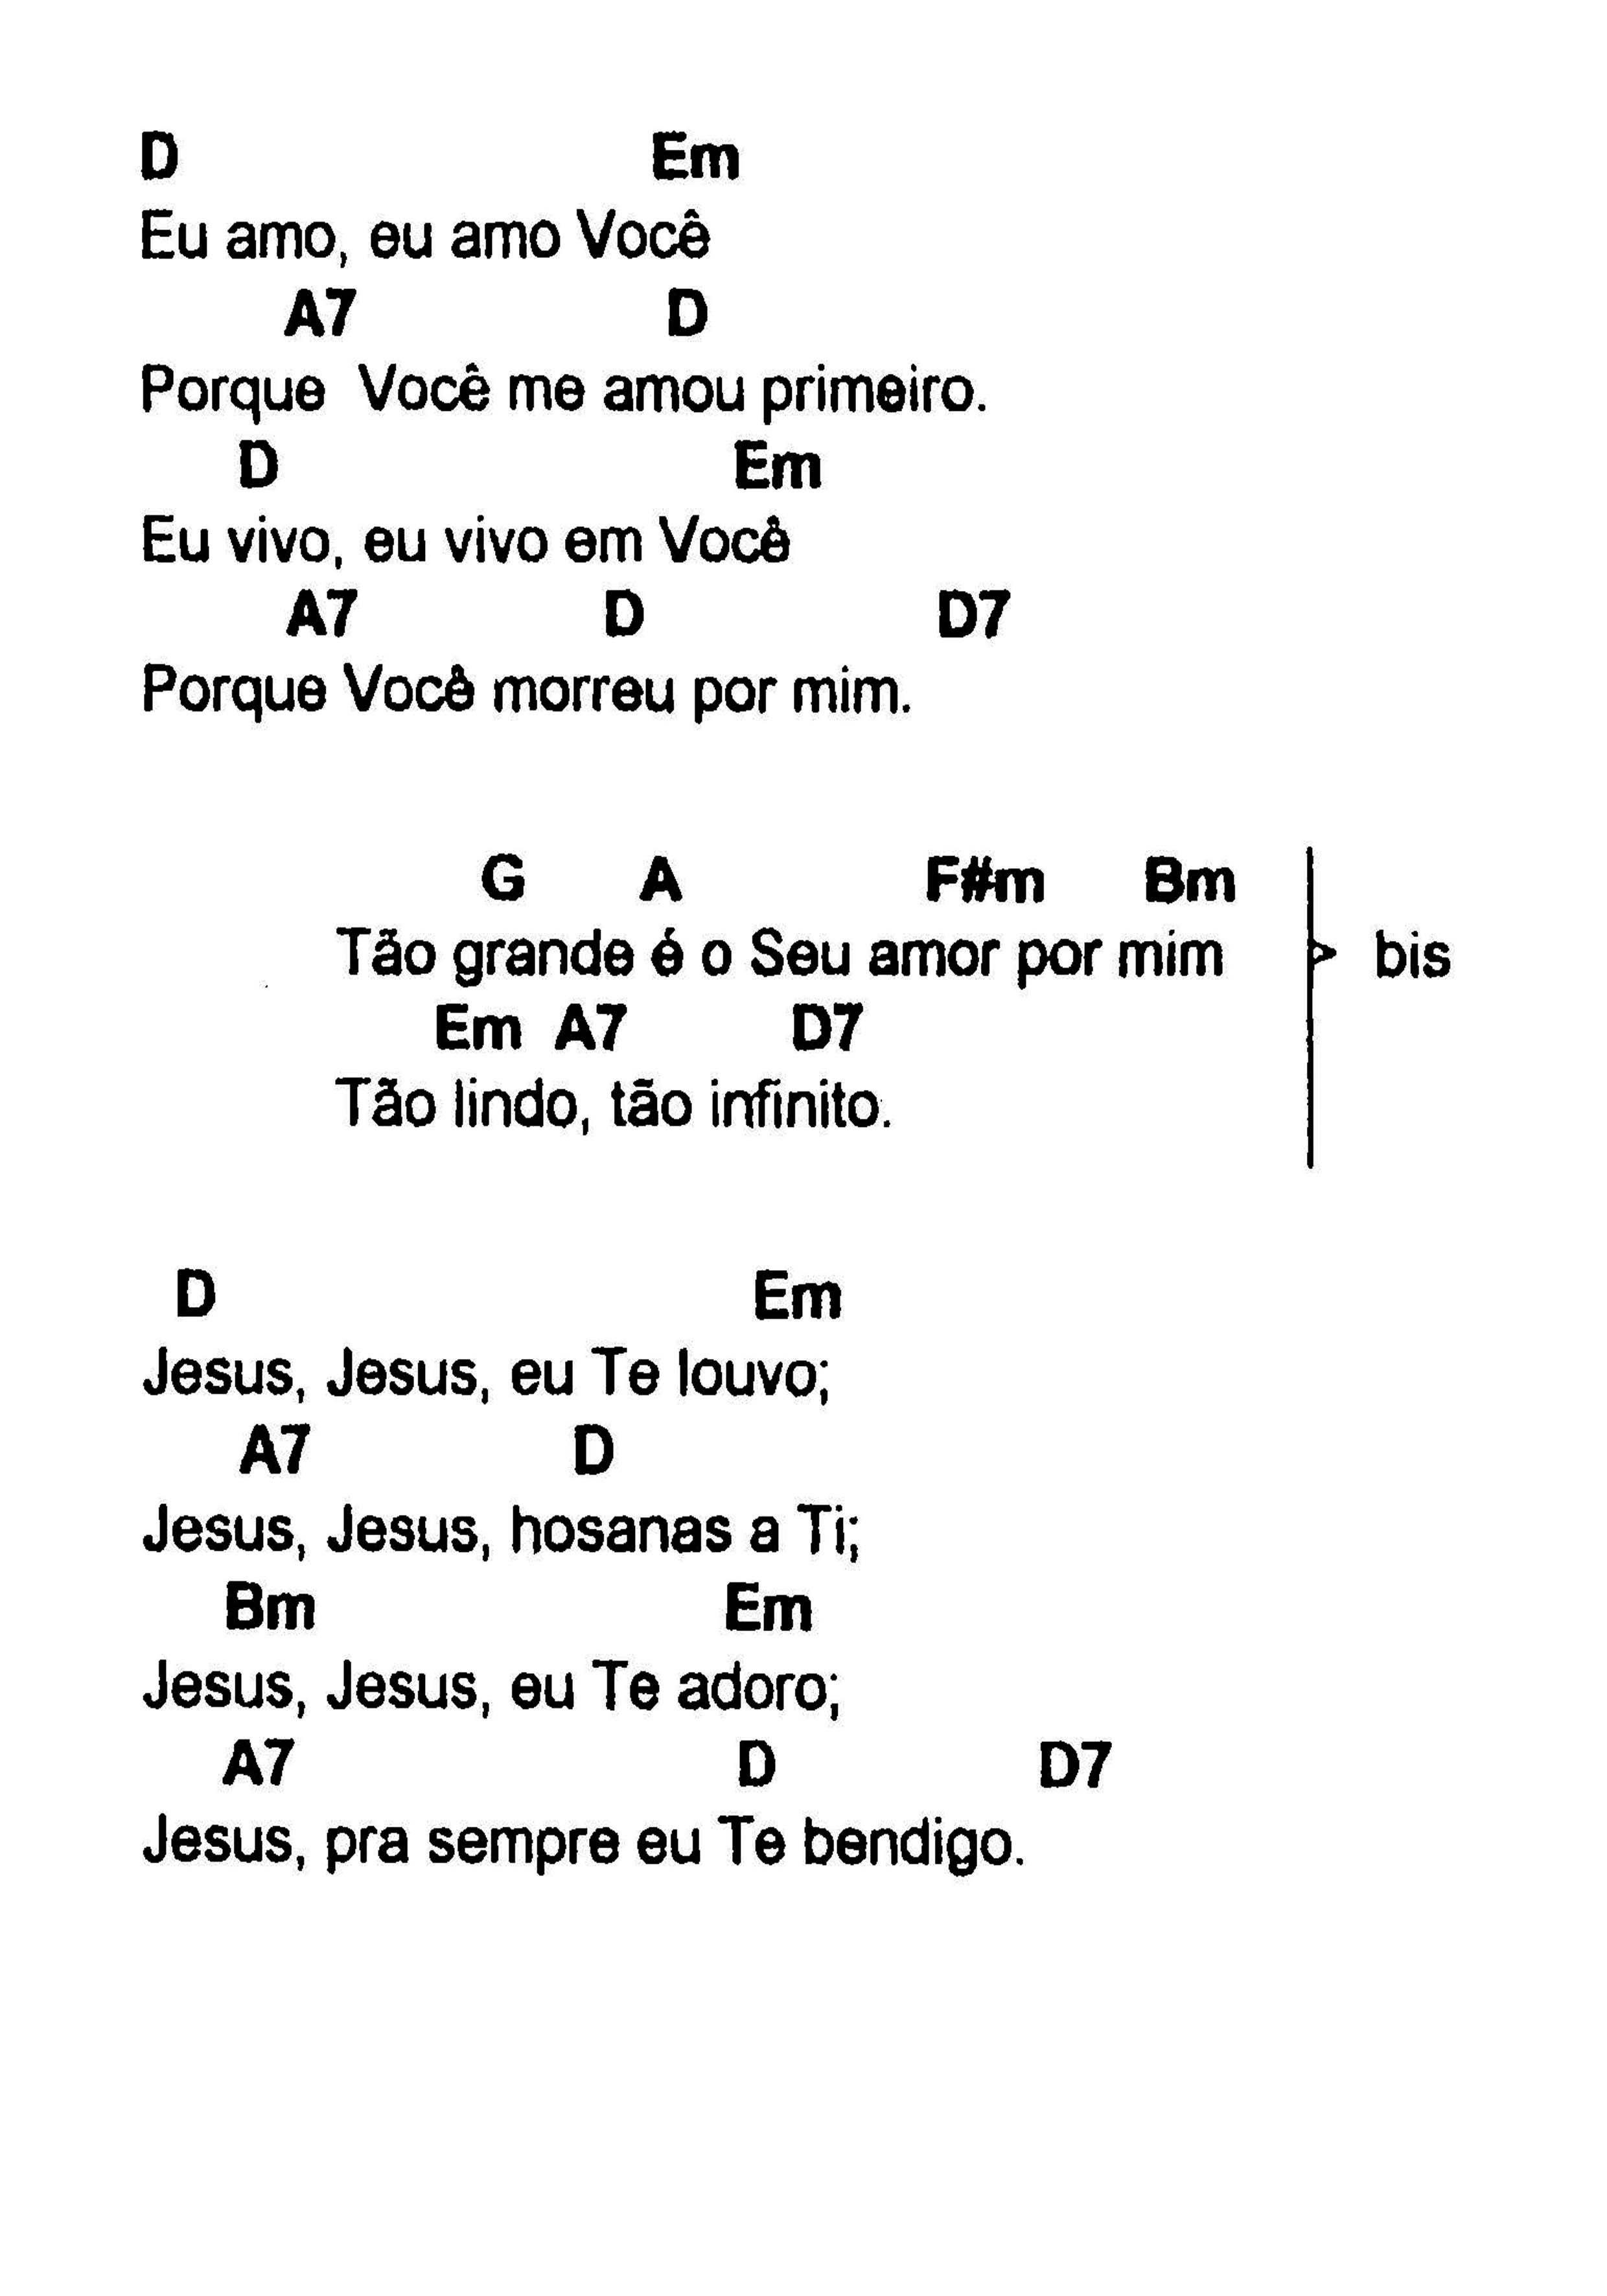 D Em
Eu amo, eu amo Você
A7 D
Porque Você me amou primeiro.
D Em
Eu vivo, eu vivo em Você
A7 D D7
Porque Você morreu por mim.
G A F#m Bm
Tão grande é o Seu amor por mim bis
Em A7 D7
Tão lindo, tão infinito.
D Em
Jesus, Jesus, eu Te louvo;
A7 D
Jesus, Jesus, hosanas a Ti;
Bm Em
Jesus, Jesus, eu Te adoro;
A7 D D7
Jesus, pra sempre eu Te bendigo.